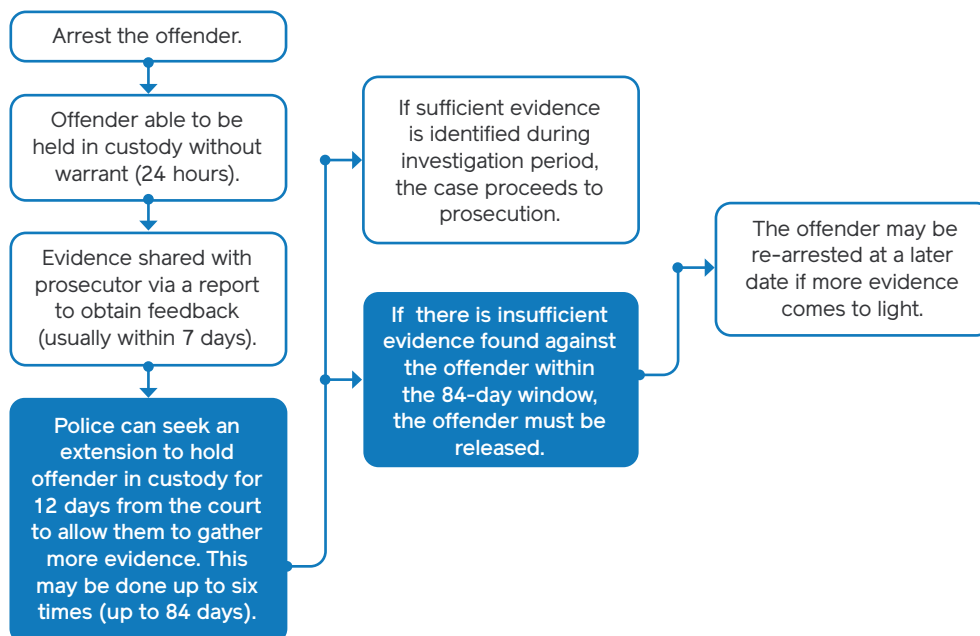 Arrest the offender.
Offender able to be
held in custody without
warrant (24 hours).
Evidence shared with
prosecutor via a report
to obtain feedback
(usually within 7 days).
Police can seek an
extension to hold
offender in custody for
12 days from the court
to allow them to gather
more evidence. This
may be done up to six
times (up to 84 days).
If sufficient evidence
is identified during
investigation period,
the case proceeds to
prosecution.
If there is insufficient
evidence found against
the offender within
the 84-day window,
the offender must be
released.
The offender may be
re-arrested at a later
date if more evidence
comes to light.